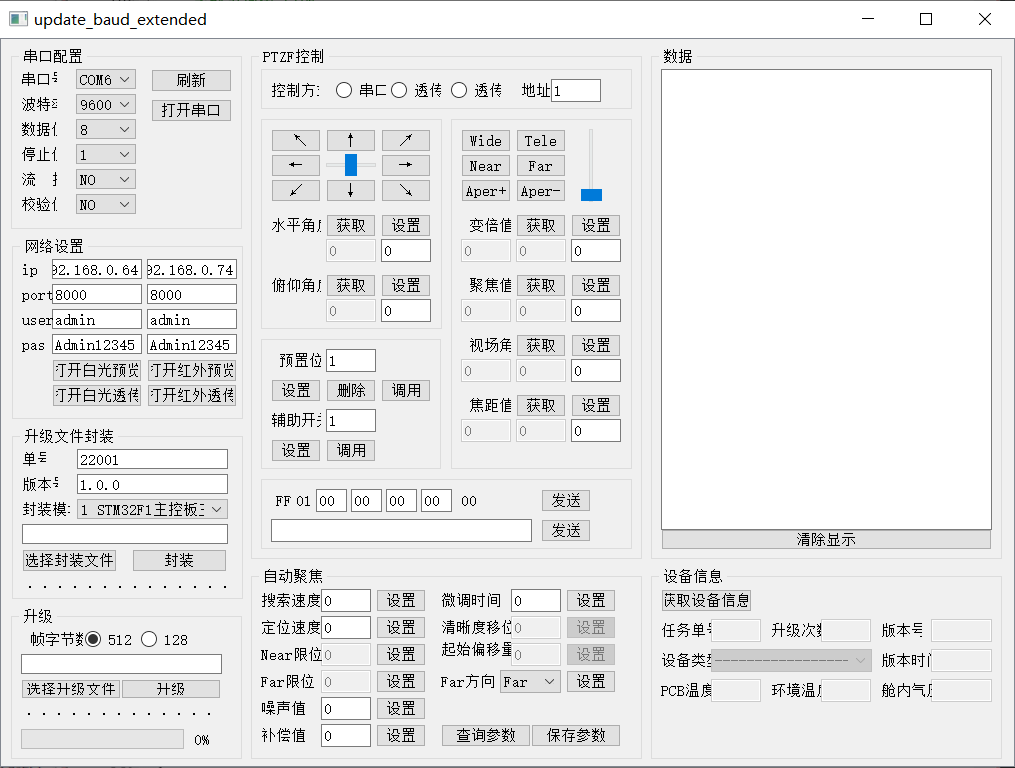 update_baud_extended
串口配置
串口号 COM6 刷新
波特率 9600 打开串口
数据位 8
停止位 1
流 控 NO
校验位 NO
网络设置
ip 92.168.0.64 92.168.0.74
port 8000 8000
user admin admin
pas Admin12345 Admin12345
打开白光预览 打开红外预览
打开白光透传 打开红外透传
升级文件封装
单号 22001
版本号 1.0.0
封装模: 1 STM32F1主控板
选择封装文件 封装
升级
帧字节数 512 128
选择升级文件 升级
0%
PTZF控制
控制方: 串口 透传 透传 地址 1
↖ ↑ ↗
← →
↙ ↓ ↘
水平角度 获取 设置
0 0
俯仰角度 获取 设置
0 0
预置位 1
设置 删除 调用
辅助开关 1
设置 调用
Wide Tele
Near Far
Aper+ Aper-
变倍值 获取 设置
0 0 0
聚焦值 获取 设置
0 0 0
视场角 获取 设置
0 0 0
焦距值 获取 设置
0 0 0
FF 01 00 00 00 00 00 发送
发送
自动聚焦
搜索速度 0 设置 微调时间 0 设置
定位速度 0 设置 清晰度移位 0 设置
Near限位 0 设置 起始偏移量 0 设置
Far限位 0 设置 Far方向 Far 设置
噪声值 0 设置
补偿值 0 设置 查询参数 保存参数
数据
清除显示
设备信息
获取设备信息
任务单号 升级次数 版本号
设备类型 ------------------ 版本时间
PCB温度 环境温度 舱内气压